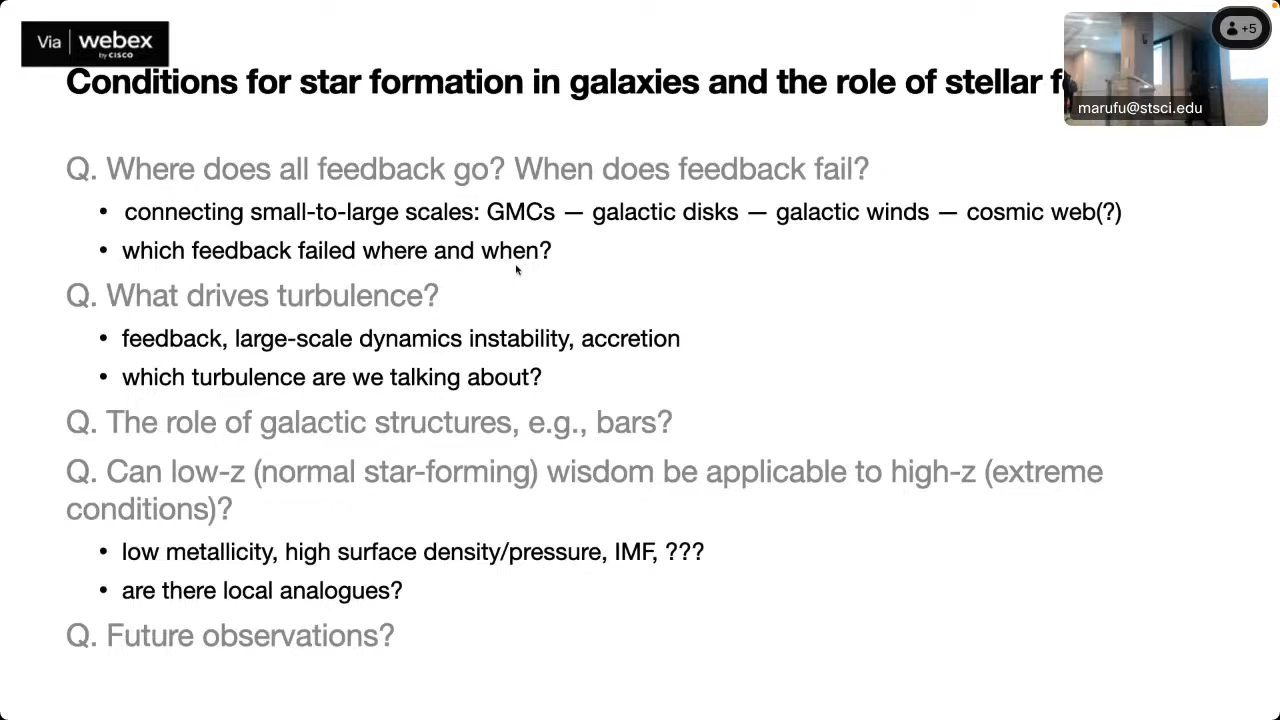 Via webex
by CISCO
+5
Conditions for star formation in galaxies and the role of stellar
marufu@stsci.edu
Q. Where does all feedback go? When does feedback fail?
• connecting small-to-large scales: GMCs — galactic disks — galactic winds — cosmic web(?)
• which feedback failed where and when?
Q. What drives turbulence?
• feedback, large-scale dynamics instability, accretion
• which turbulence are we talking about?
Q. The role of galactic structures, e.g., bars?
Q. Can low-z (normal star-forming) wisdom be applicable to high-z (extreme
conditions)?
• low metallicity, high surface density/pressure, IMF, ???
• are there local analogues?
Q. Future observations?